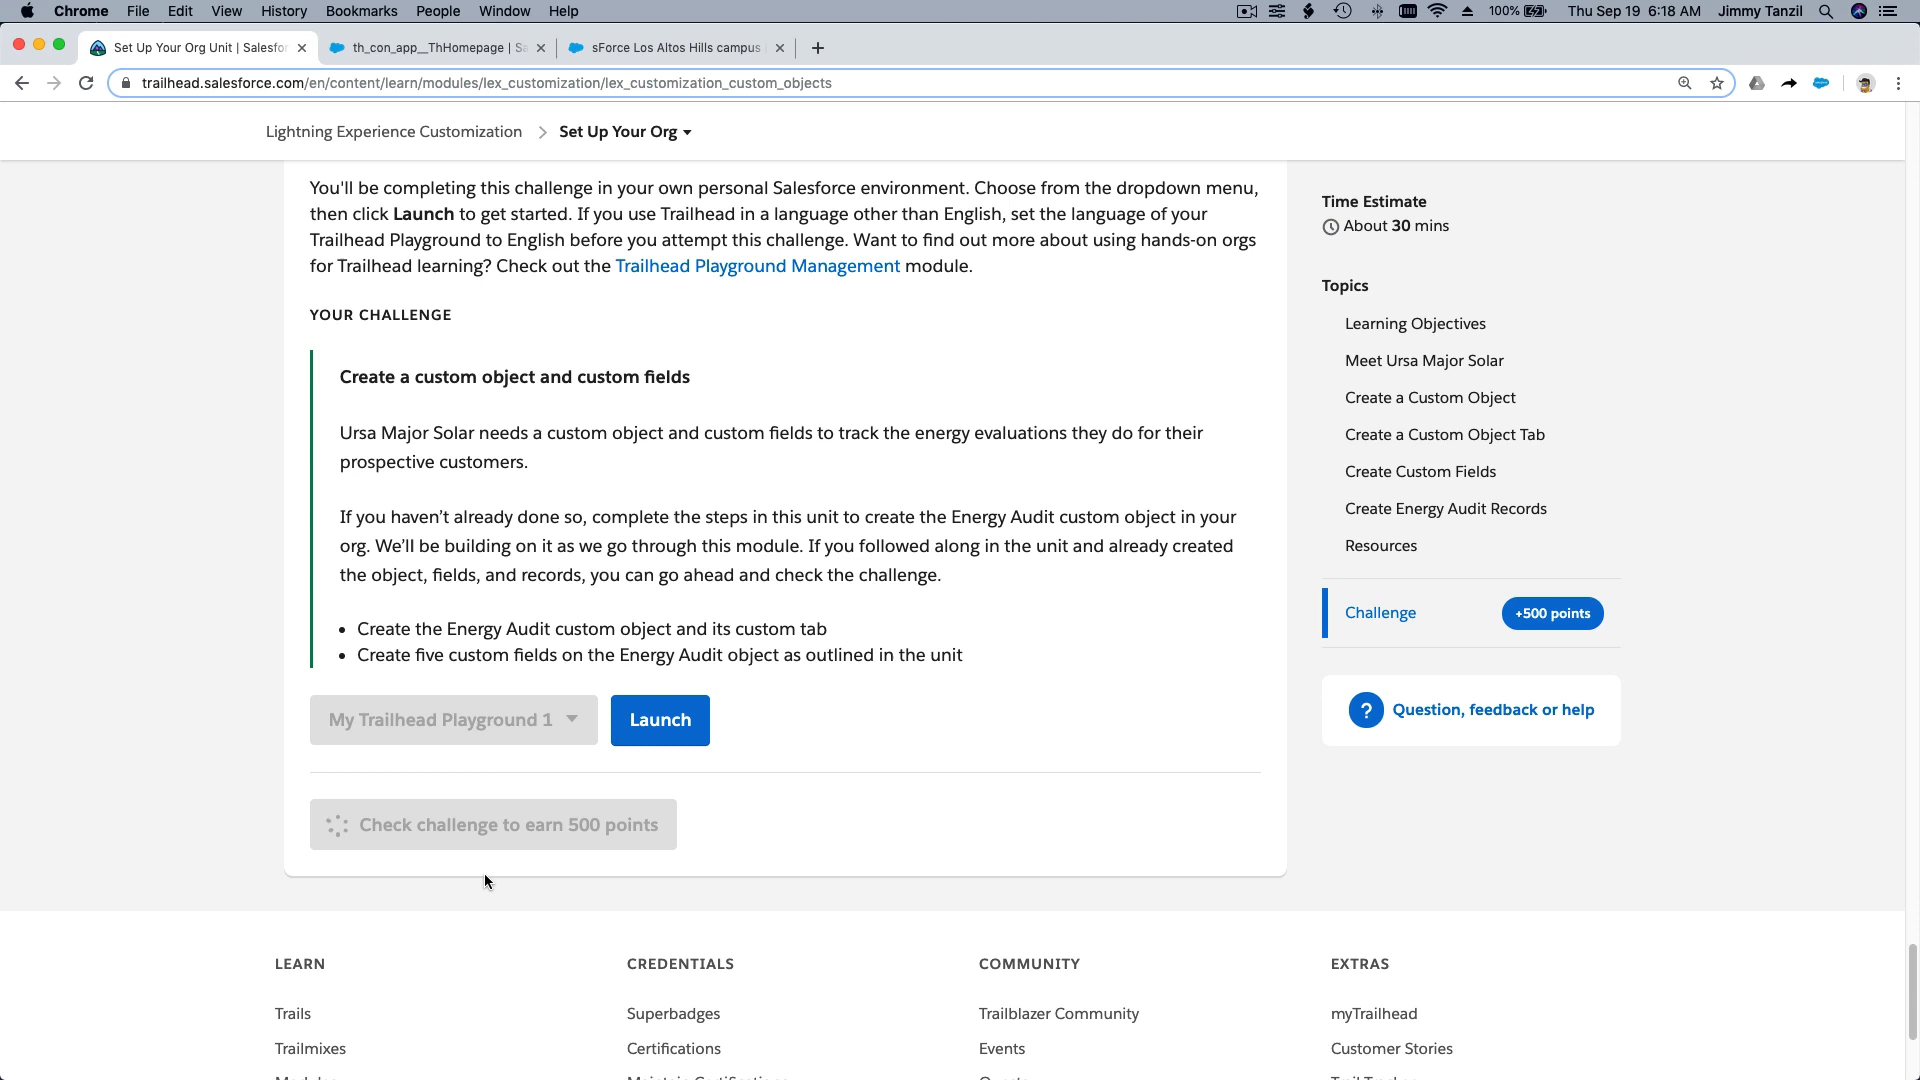 Chrome File Edit View History Bookmarks People Window Help 100% Thu Sep 19 6:18 AM Jimmy Tanzil
Set Up Your Org Unit | Salesfo
th_con_app__ThHomepage | Sa
sForce Los Altos Hills campus
trailhead.salesforce.com/en/content/learn/modules/lex_customization/lex_customization_custom_objects
Lightning Experience Customization > Set Up Your Org
You'll be completing this challenge in your own personal Salesforce environment. Choose from the dropdown menu,
then click Launch to get started. If you use Trailhead in a language other than English, set the language of your
Trailhead Playground to English before you attempt this challenge. Want to find out more about using hands-on orgs
for Trailhead learning? Check out the Trailhead Playground Management module.
YOUR CHALLENGE
Create a custom object and custom fields
Ursa Major Solar needs a custom object and custom fields to track the energy evaluations they do for their
prospective customers.
If you haven’t already done so, complete the steps in this unit to create the Energy Audit custom object in your
org. We’ll be building on it as we go through this module. If you followed along in the unit and already created
the object, fields, and records, you can go ahead and check the challenge.
• Create the Energy Audit custom object and its custom tab
• Create five custom fields on the Energy Audit object as outlined in the unit
My Trailhead Playground 1
Launch
Check challenge to earn 500 points
Time Estimate
About 30 mins
Topics
Learning Objectives
Meet Ursa Major Solar
Create a Custom Object
Create a Custom Object Tab
Create Custom Fields
Create Energy Audit Records
Resources
Challenge +500 points
? Question, feedback or help
LEARN CREDENTIALS COMMUNITY EXTRAS
Trails Superbadges Trailblazer Community myTrailhead
Trailmixes Certifications Events Customer Stories